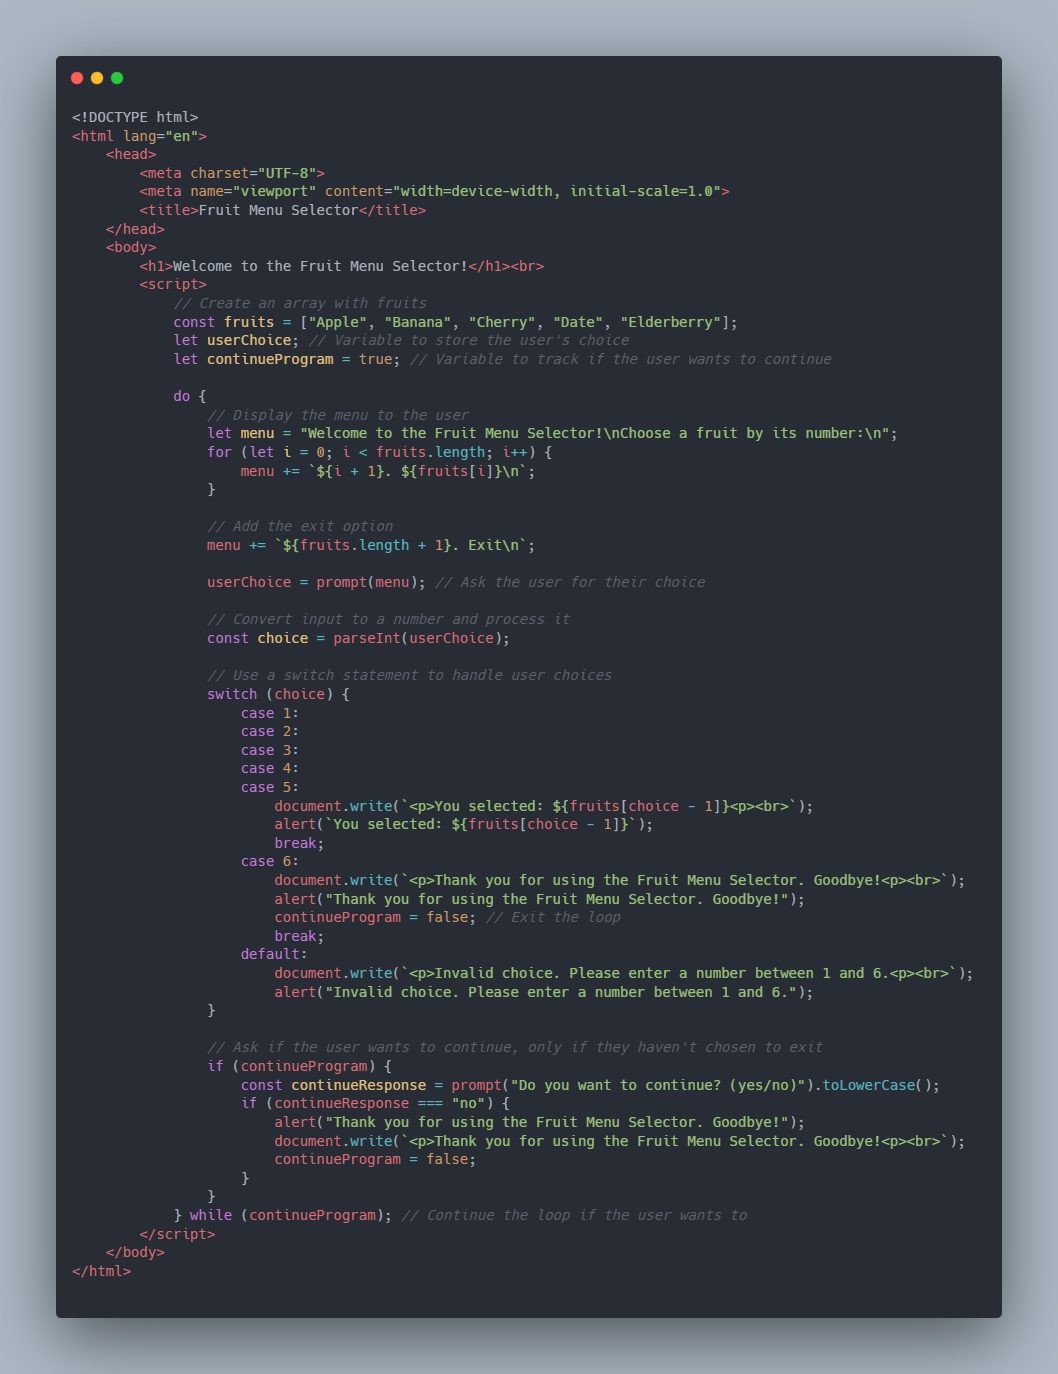 <!DOCTYPE html>
<html lang="en">
    <head>
        <meta charset="UTF-8">
        <meta name="viewport" content="width=device-width, initial-scale=1.0">
        <title>Fruit Menu Selector</title>
    </head>
    <body>
        <h1>Welcome to the Fruit Menu Selector!</h1><br>
        <script>
            // Create an array with fruits
            const fruits = ["Apple", "Banana", "Cherry", "Date", "Elderberry"];
            let userChoice; // Variable to store the user's choice
            let continueProgram = true; // Variable to track if the user wants to continue

            do {
                // Display the menu to the user
                let menu = "Welcome to the Fruit Menu Selector!\nChoose a fruit by its number:\n";
                for (let i = 0; i < fruits.length; i++) {
                    menu += `${i + 1}. ${fruits[i]}\n`;
                }

                // Add the exit option
                menu += `${fruits.length + 1}. Exit\n`;

                userChoice = prompt(menu); // Ask the user for their choice

                // Convert input to a number and process it
                const choice = parseInt(userChoice);

                // Use a switch statement to handle user choices
                switch (choice) {
                    case 1:
                    case 2:
                    case 3:
                    case 4:
                    case 5:
                        document.write(`<p>You selected: ${fruits[choice - 1]}<p><br>`);
                        alert(`You selected: ${fruits[choice - 1]}`);
                        break;
                    case 6:
                        document.write(`<p>Thank you for using the Fruit Menu Selector. Goodbye!<p><br>`);
                        alert("Thank you for using the Fruit Menu Selector. Goodbye!");
                        continueProgram = false; // Exit the loop
                        break;
                    default:
                        document.write(`<p>Invalid choice. Please enter a number between 1 and 6.<p><br>`);
                        alert("Invalid choice. Please enter a number between 1 and 6.");
                }

                // Ask if the user wants to continue, only if they haven't chosen to exit
                if (continueProgram) {
                    const continueResponse = prompt("Do you want to continue? (yes/no)").toLowerCase();
                    if (continueResponse === "no") {
                        alert("Thank you for using the Fruit Menu Selector. Goodbye!");
                        document.write(`<p>Thank you for using the Fruit Menu Selector. Goodbye!<p><br>`);
                        continueProgram = false;
                    }
                }
            } while (continueProgram); // Continue the loop if the user wants to
        </script>
    </body>
</html>